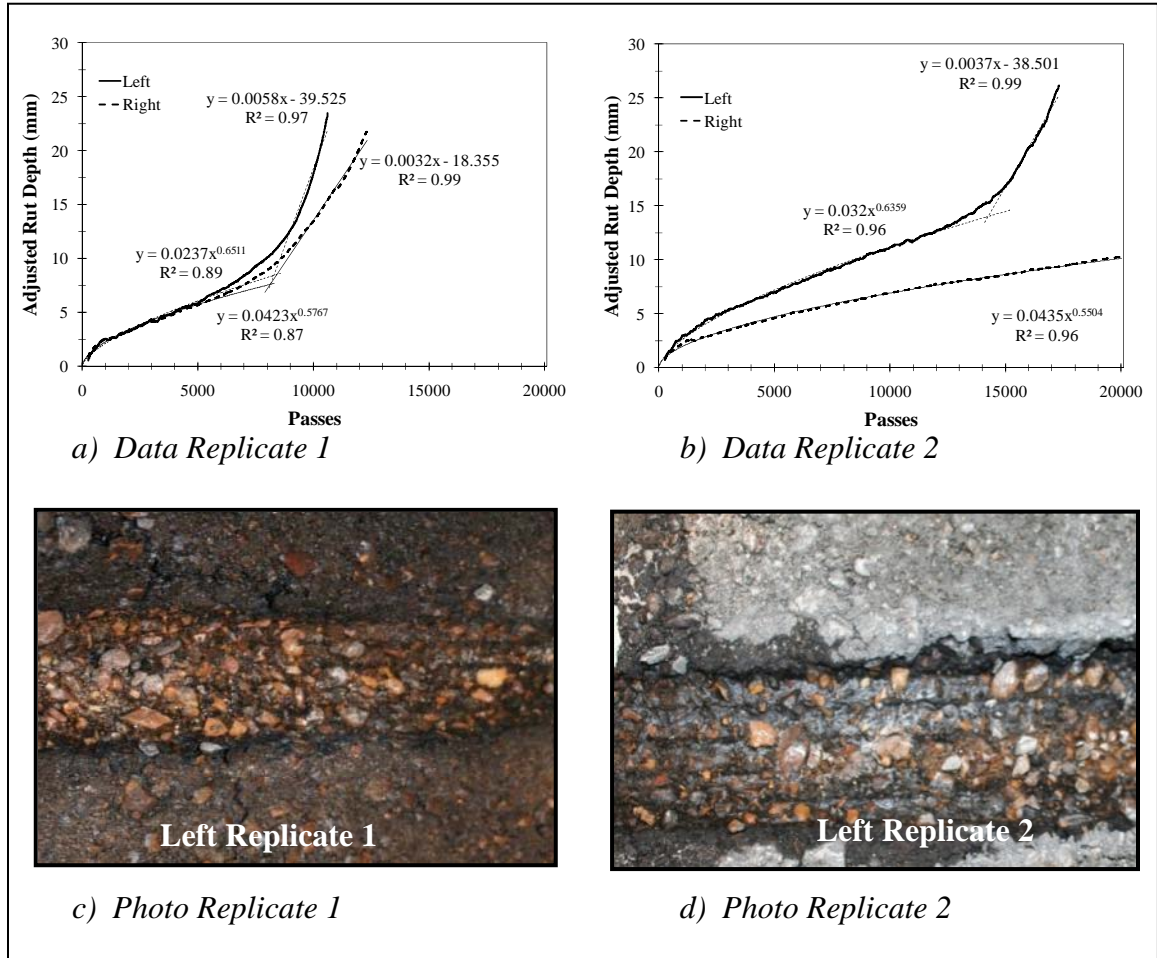 30
25
20
15
10
5
0
Adjusted Rut Depth (mm)
Left
Right
y = 0.0058x - 39.525
R² = 0.97
y = 0.0032x - 18.355
R² = 0.99
y = 0.0237x^0.6511
R² = 0.89
y = 0.0423x^0.5767
R² = 0.87
0 5000 10000 15000 20000
Passes
a) Data Replicate 1
30
25
20
15
10
5
0
Adjusted Rut Depth (mm)
Left
Right
y = 0.0037x - 38.501
R² = 0.99
y = 0.032x^0.6359
R² = 0.96
y = 0.0435x^0.5504
R² = 0.96
0 5000 10000 15000 20000
Passes
b) Data Replicate 2
Left Replicate 1
c) Photo Replicate 1
Left Replicate 2
d) Photo Replicate 2